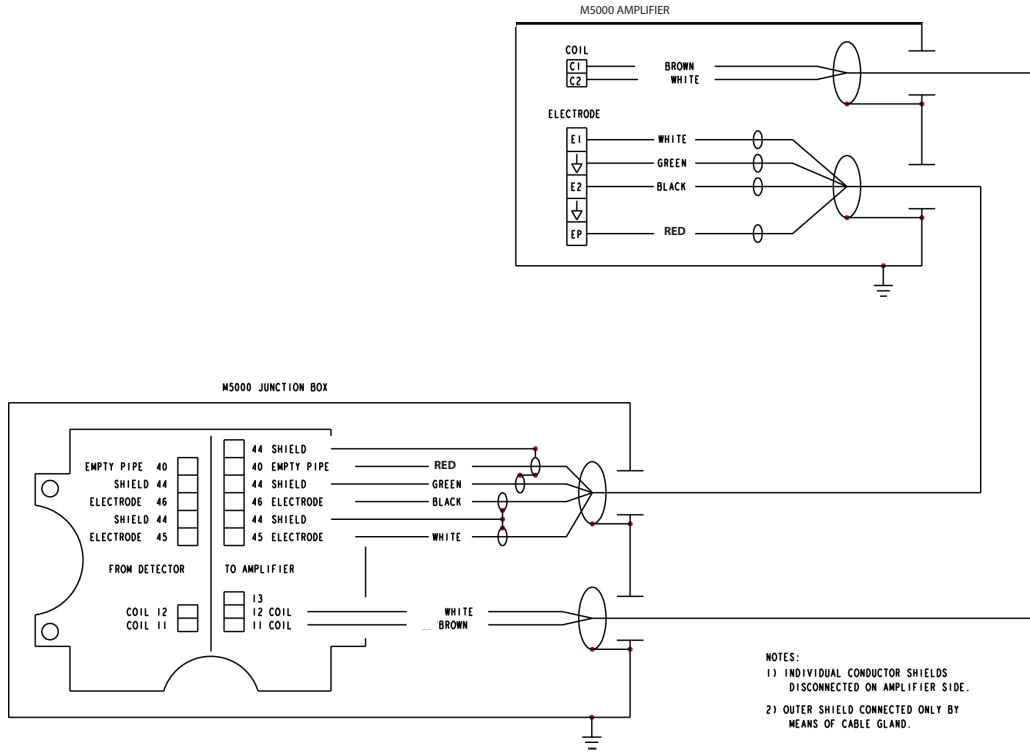 M5000 AMPLIFIER
COIL
C1
BROWN
C2
WHITE
ELECTRODE
E1
WHITE
GREEN
E2
BLACK
EP
RED
M5000 JUNCTION BOX
44 SHIELD
EMPTY PIPE 40
40 EMPTY PIPE
RED
SHIELD 44
44 SHIELD
GREEN
ELECTRODE 46
46 ELECTRODE
BLACK
SHIELD 44
44 SHIELD
ELECTRODE 45
45 ELECTRODE
WHITE
FROM DETECTOR
TO AMPLIFIER
13
COIL 12
12 COIL
WHITE
COIL 11
11 COIL
BROWN
NOTES:
1) INDIVIDUAL CONDUCTOR SHIELDS
DISCONNECTED ON AMPLIFIER SIDE.
2) OUTER SHIELD CONNECTED ONLY BY
MEANS OF CABLE GLAND.